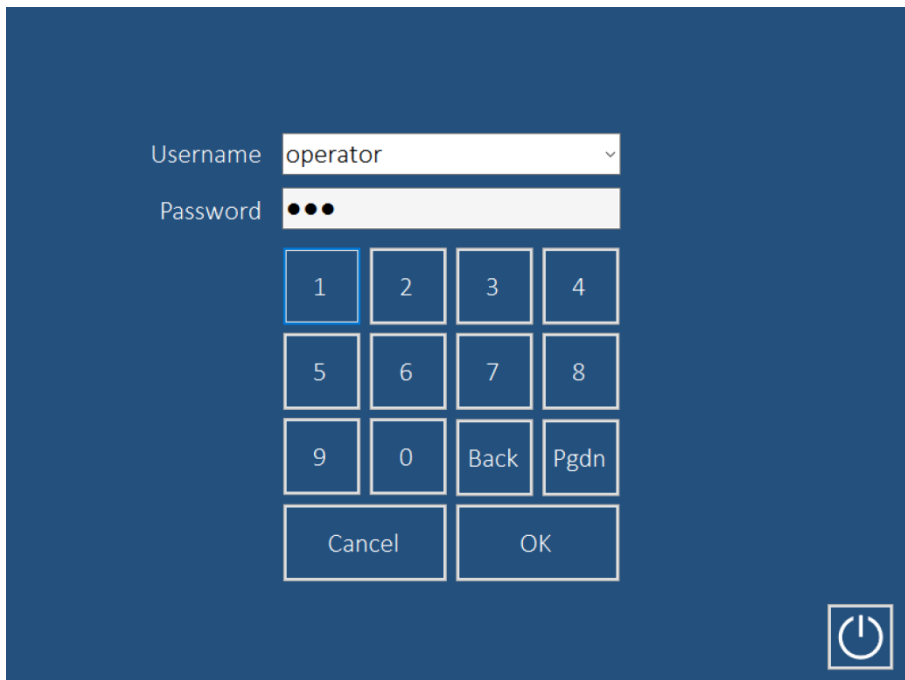 Username operator
Password ●●●
1 2 3 4
5 6 7 8
9 0 Back Pgdn
Cancel OK